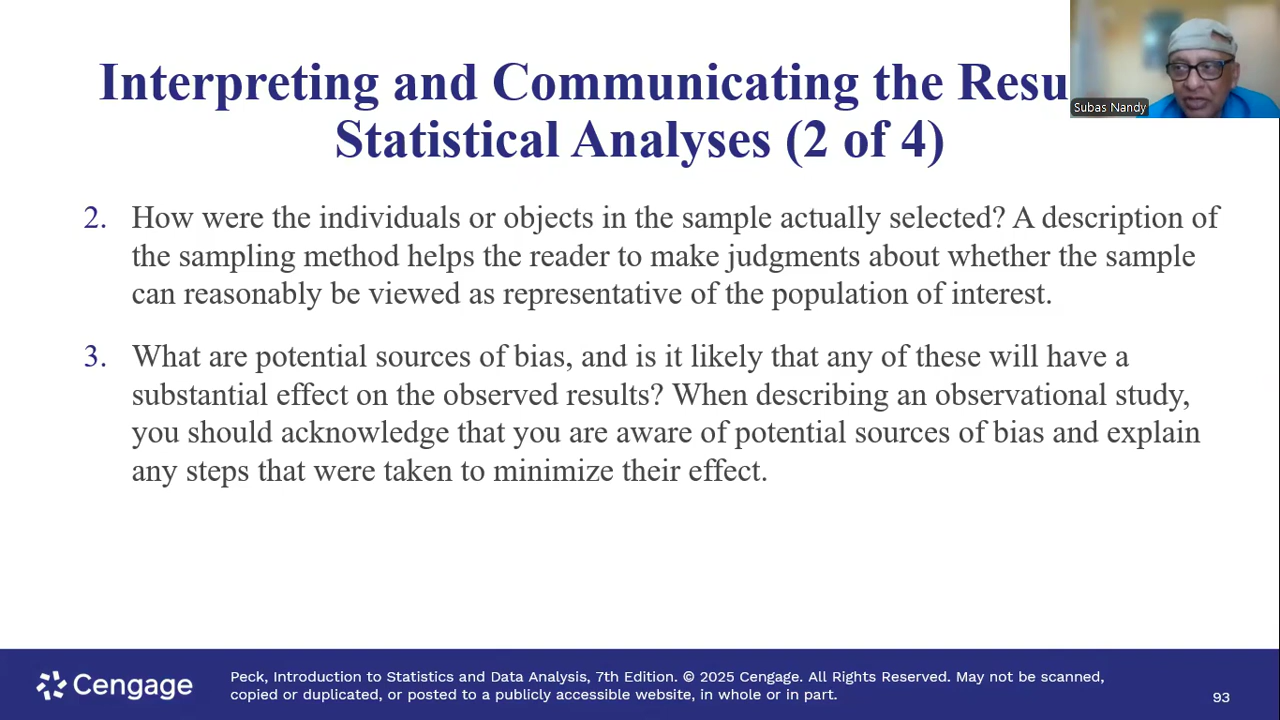 Interpreting and Communicating the Resu
Statistical Analyses (2 of 4)
Subas Nandy
2. How were the individuals or objects in the sample actually selected? A description of
the sampling method helps the reader to make judgments about whether the sample
can reasonably be viewed as representative of the population of interest.
3. What are potential sources of bias, and is it likely that any of these will have a
substantial effect on the observed results? When describing an observational study,
you should acknowledge that you are aware of potential sources of bias and explain
any steps that were taken to minimize their effect.
Cengage
Peck, Introduction to Statistics and Data Analysis, 7th Edition. © 2025 Cengage. All Rights Reserved. May not be scanned,
copied or duplicated, or posted to a publicly accessible website, in whole or in part.
93